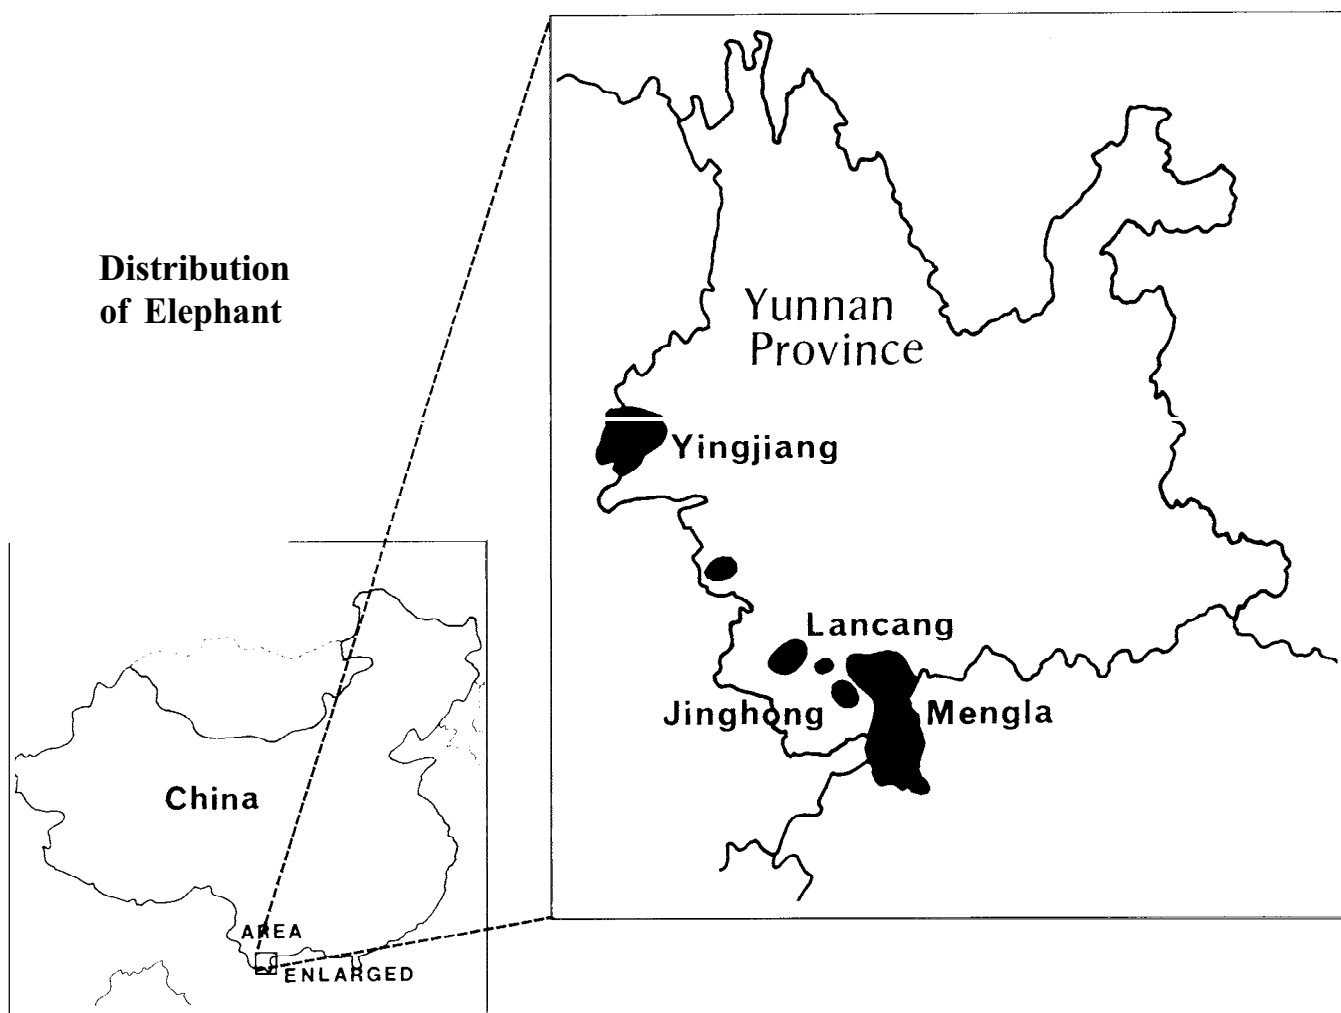 Distribution
of Elephant
Yunnan
Province
Yingjiang
Lancang
Jinghong
Mengla
China
AREA
ENLARGED